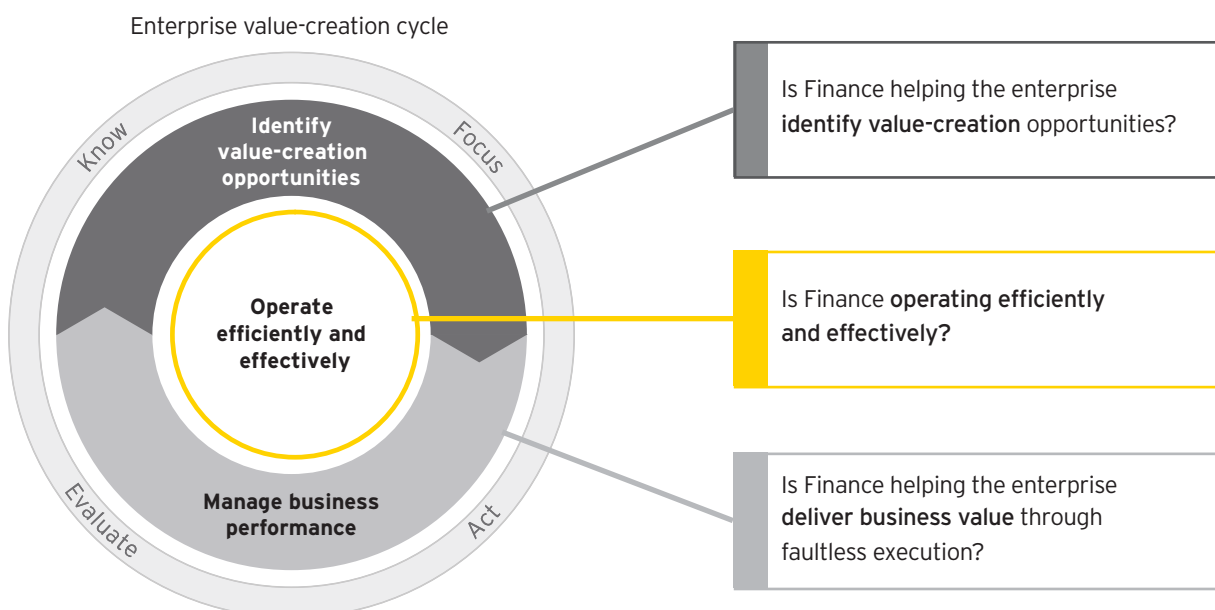 Enterprise value-creation cycle
Know
Focus
Identify
value-creation
opportunities
Operate
efficiently and
effectively
Manage business
performance
Evaluate
Act
Is Finance helping the enterprise
identify value-creation opportunities?
Is Finance operating efficiently
and effectively?
Is Finance helping the enterprise
deliver business value through
faultless execution?